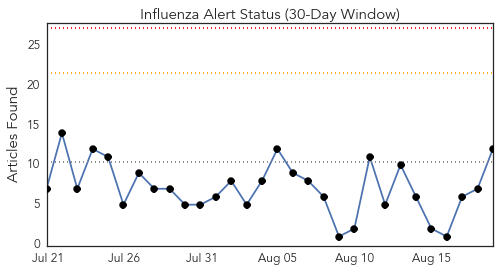 Influenza Alert Status (30-Day Window)
Articles Found
25
20
15
10
5
0
Jul 21 Jul 26 Jul 31 Aug 05 Aug 10 Aug 15